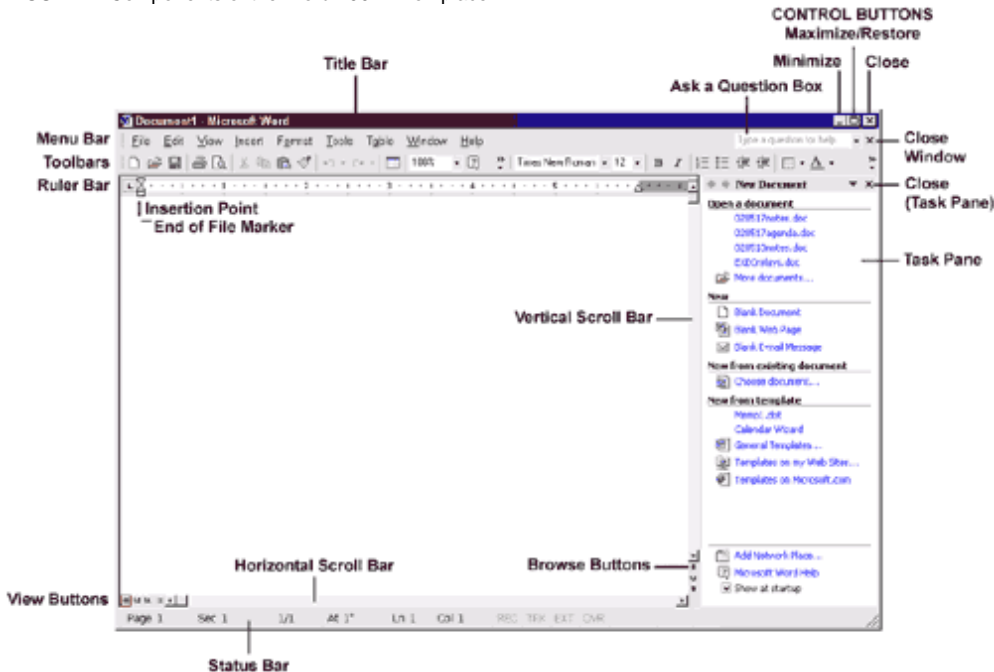 CONTROL BUTTONS
Maximize/Restore
Title Bar
Minimize
Close
Ask a Question Box
Document1 - Microsoft Word
Menu Bar
File Edit View Insert Format Tools Table Window Help
Type a question for help
Close
Window
Toolbars
100%
Times New Roman
12
B I
A
Ruler Bar
New Document
Close
(Task Pane)
Insertion Point
End of File Marker
Open a document
020517notes.doc
020517agenda.doc
020510notes.doc
More documents...
Task Pane
New
Blank Document
Blank Web Page
Blank E-mail Message
Vertical Scroll Bar
New from existing document
Choose document...
New from template
Calendar Wizard
General Templates...
Templates on my Web Sites...
Templates on Microsoft.com
Horizontal Scroll Bar
Browse Buttons
Add Network Place...
Microsoft Word Help
Show at startup
View Buttons
Page 1 Sec 1 1/1 At 1" Ln 1 Col 1 REC TRK EXT OVR
Status Bar